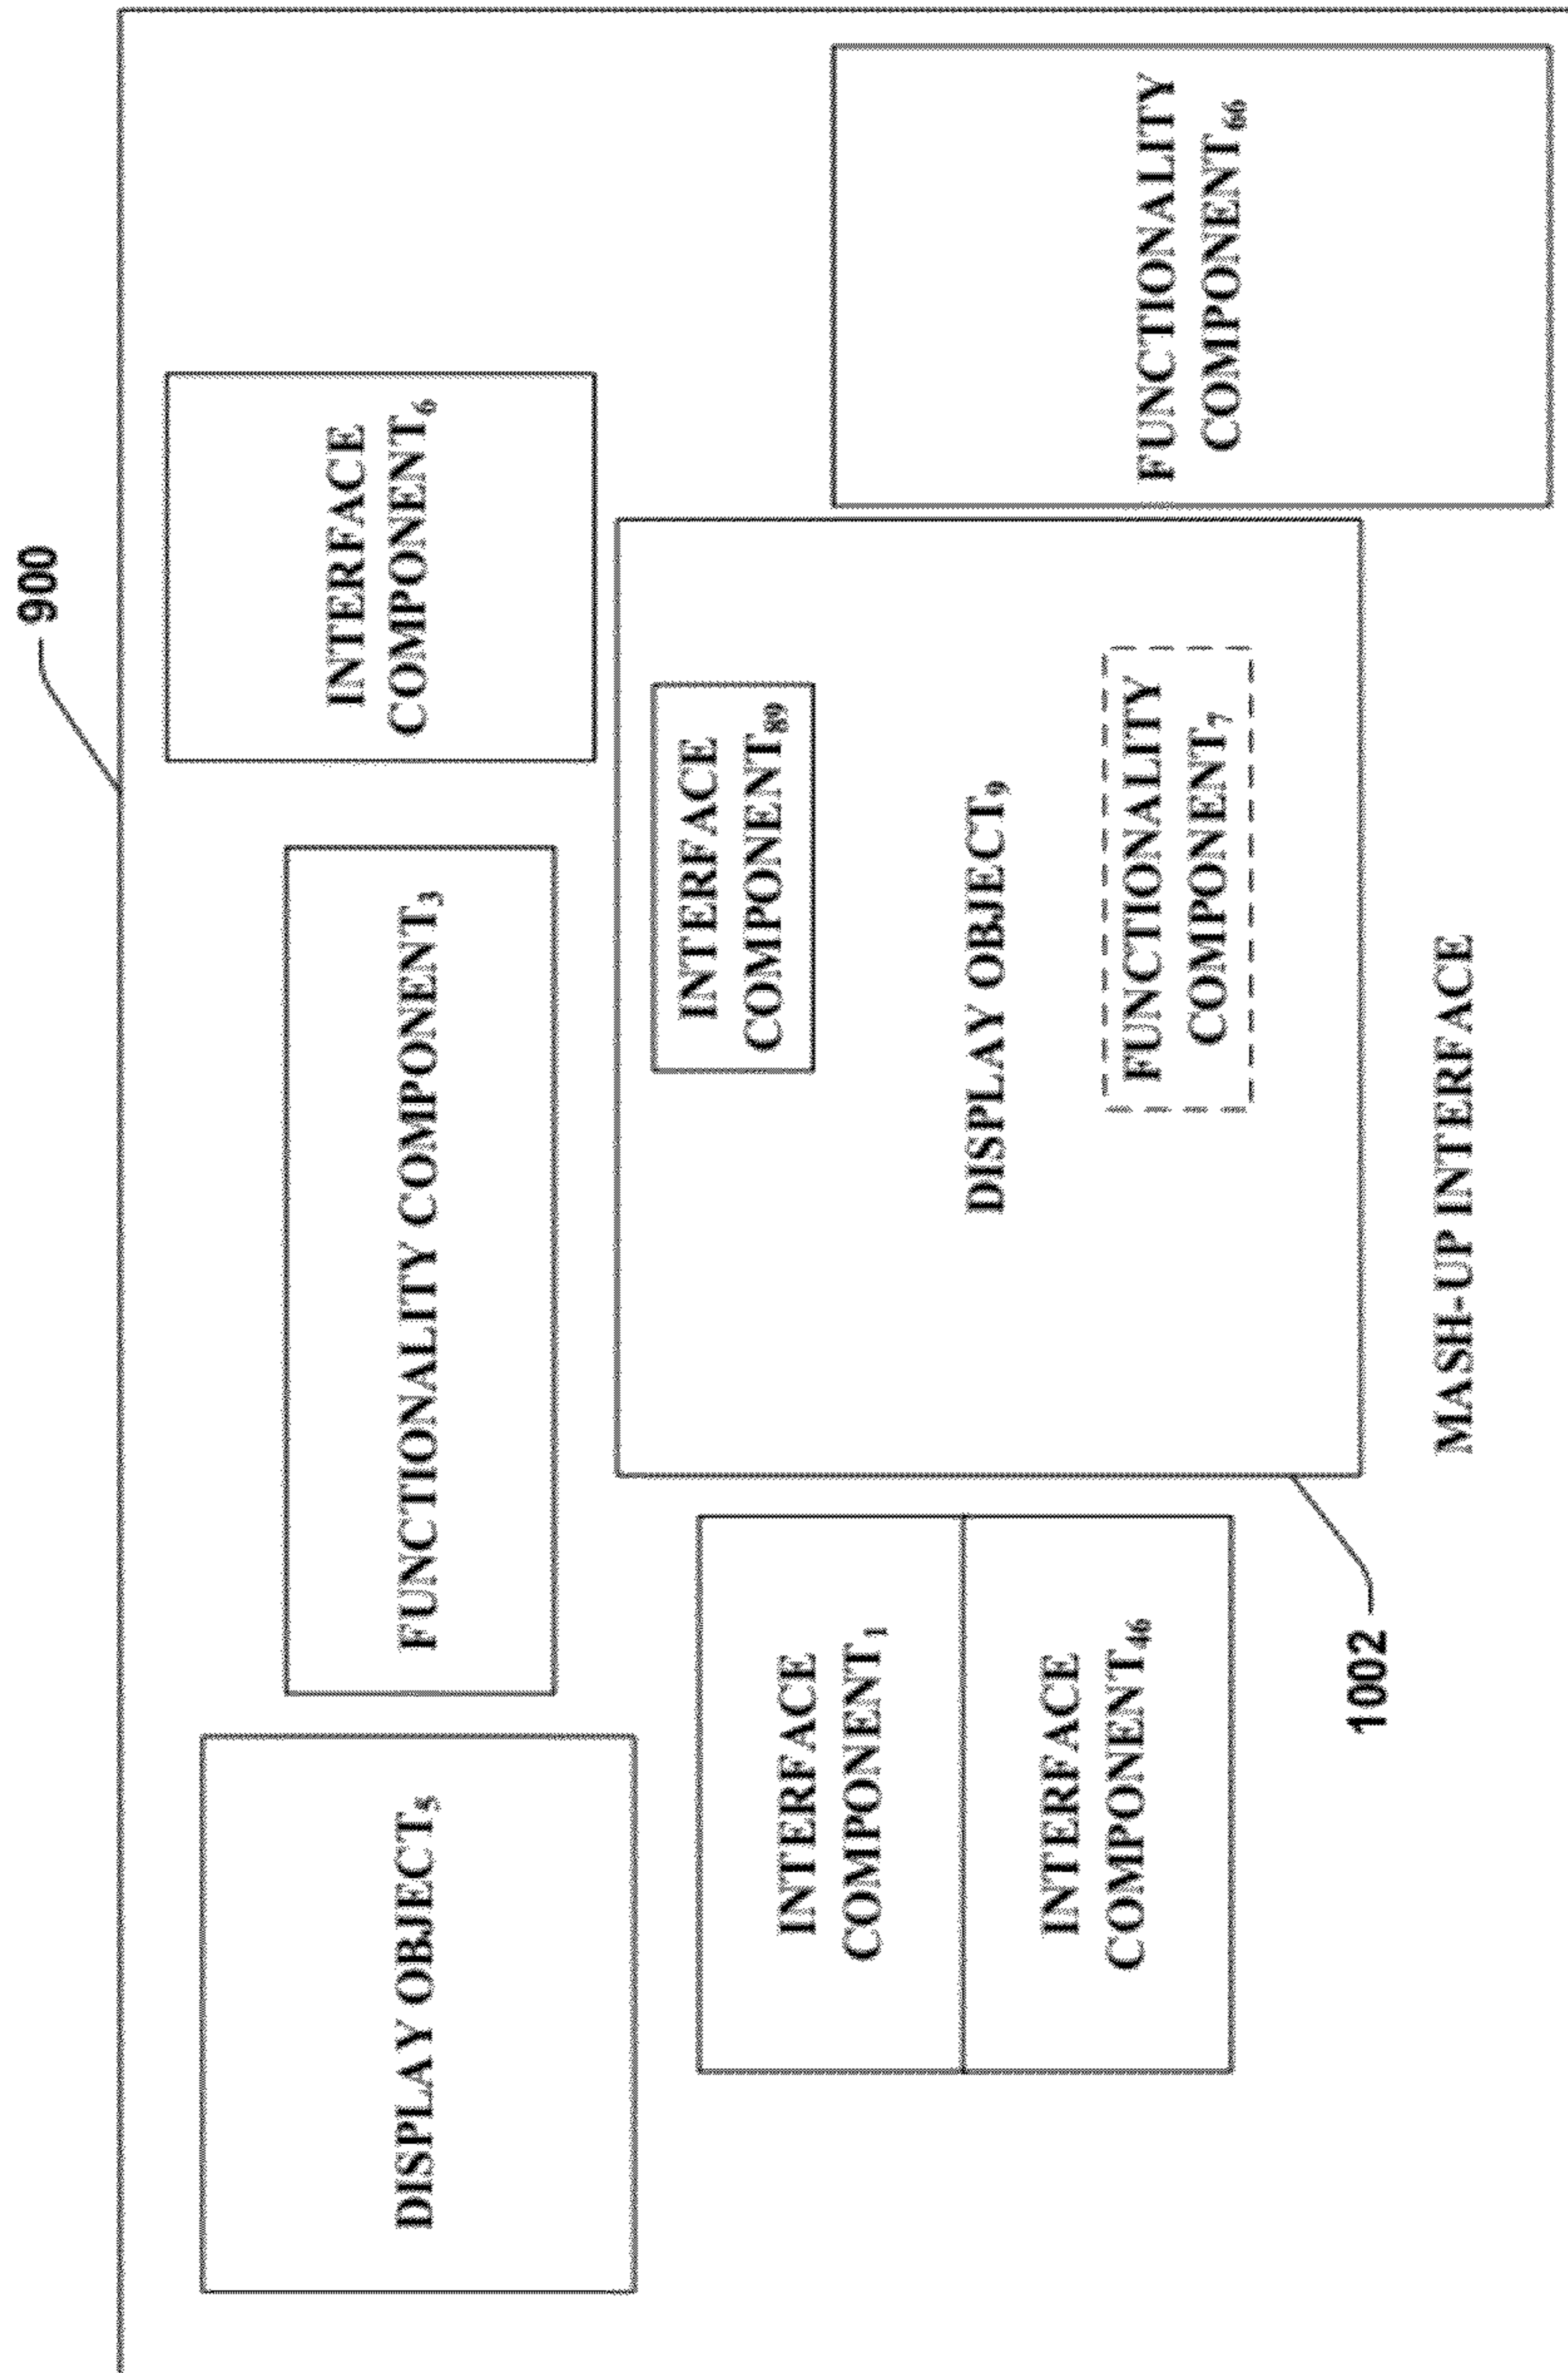 900
DISPLAY OBJECT₅
FUNCTIONALITY COMPONENT₃
INTERFACE
COMPONENT₆
INTERFACE
COMPONENT₁
INTERFACE
COMPONENT₄₆
INTERFACE
COMPONENT₈₉
DISPLAY OBJECT₉
FUNCTIONALITY
COMPONENT₇
FUNCTIONALITY
COMPONENT₆₆
1002
MASH-UP INTERFACE